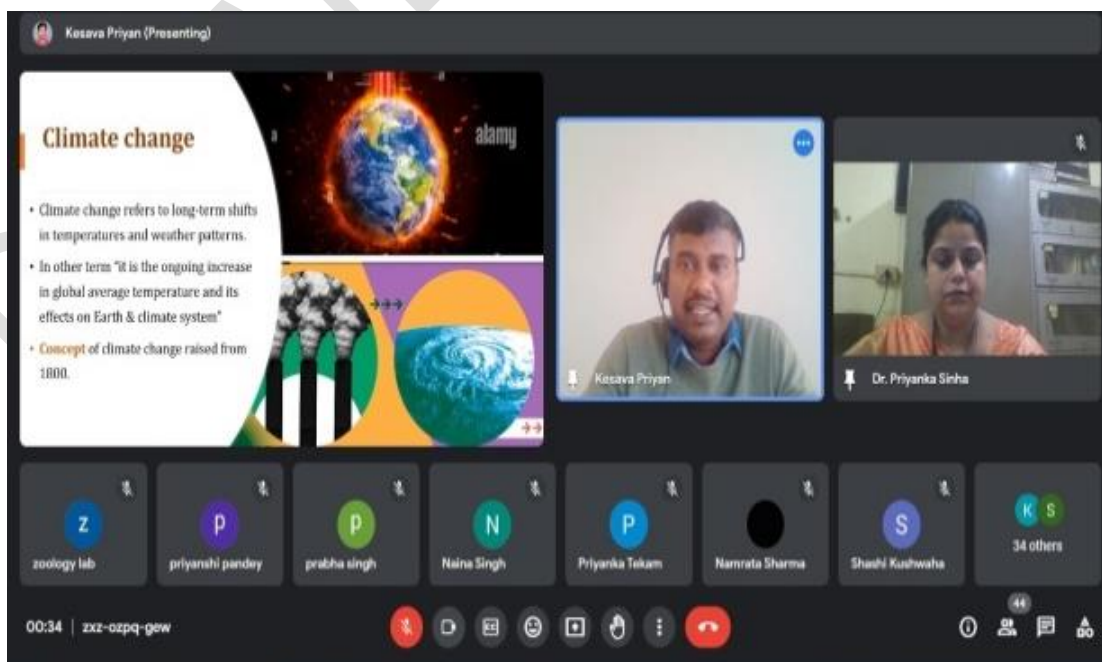 Kesava Priyan (Presenting)
Climate change
• Climate change refers to long-term shifts
in temperatures and weather patterns.
• In other term "it is the ongoing increase
in global average temperature and its
effects on Earth & climate system"
• Concept of climate change raised from
1800.
a
alamy
Kesava Priyan
Dr. Priyanka Sinha
z
zoology lab
p
priyanshi pandey
p
prabha singh
N
Naina Singh
P
Priyanka Tekam
Namrata Sharma
S
Shashi Kushwaha
K S
34 others
00:34 | zxz-ozpq-gew
44